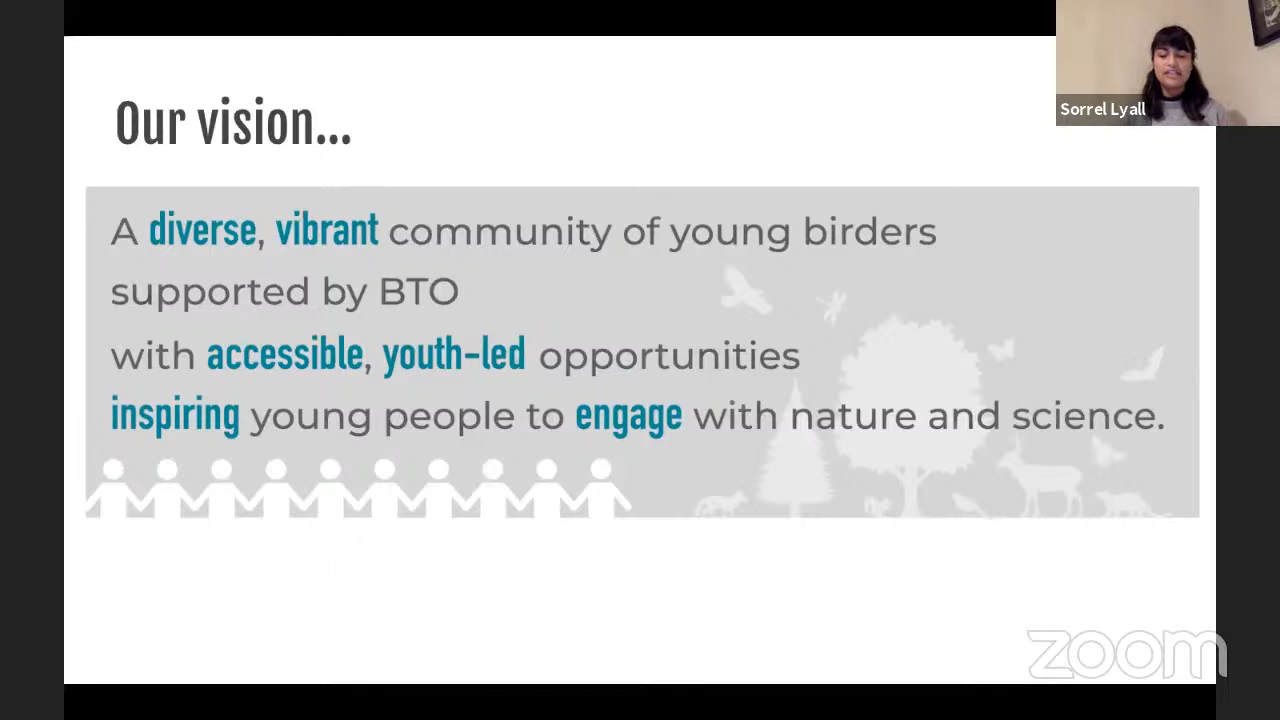 Sorrel Lyall
Our vision...
A diverse, vibrant community of young birders
supported by BTO
with accessible, youth-led opportunities
inspiring young people to engage with nature and science.
zoom